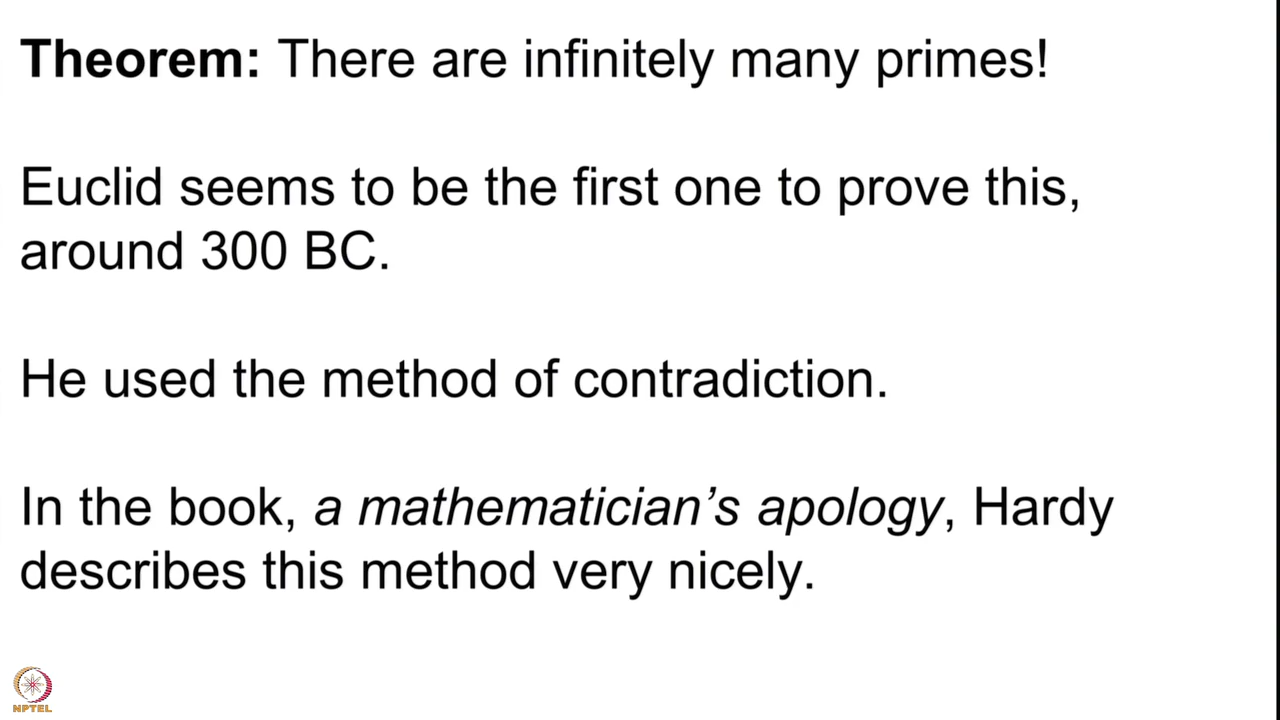 Theorem: There are infinitely many primes!
Euclid seems to be the first one to prove this,
around 300 BC.
He used the method of contradiction.
In the book, a mathematician’s apology, Hardy
describes this method very nicely.
NPTEL